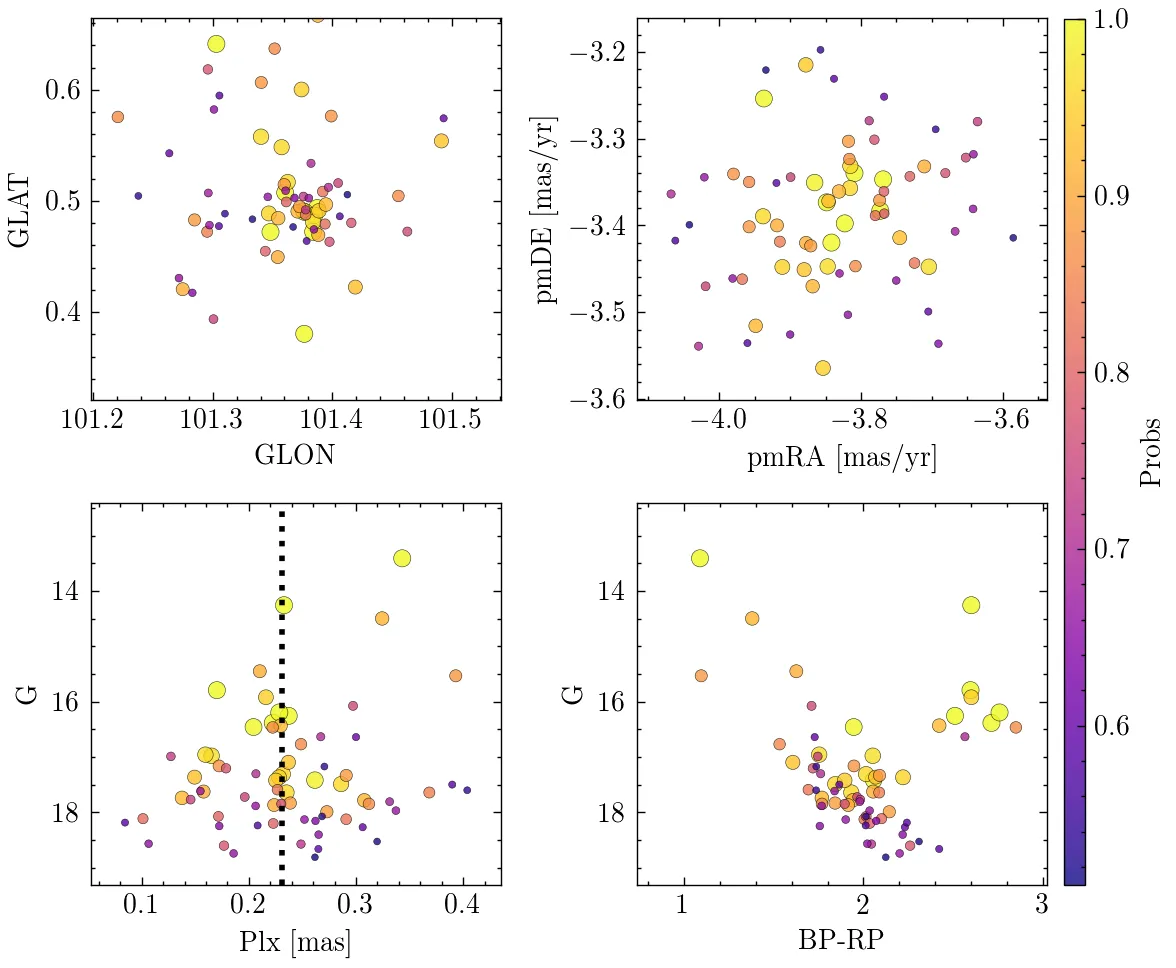 GLAT
0.6
0.5
0.4
101.2 101.3 101.4 101.5
GLON
pmDE [mas/yr]
−3.2
−3.3
−3.4
−3.5
−3.6
−4.0 −3.8 −3.6
pmRA [mas/yr]
1.0
0.9
0.8
0.7
0.6
Probs
G
14
16
18
0.1 0.2 0.3 0.4
Plx [mas]
G
14
16
18
1 2 3
BP-RP